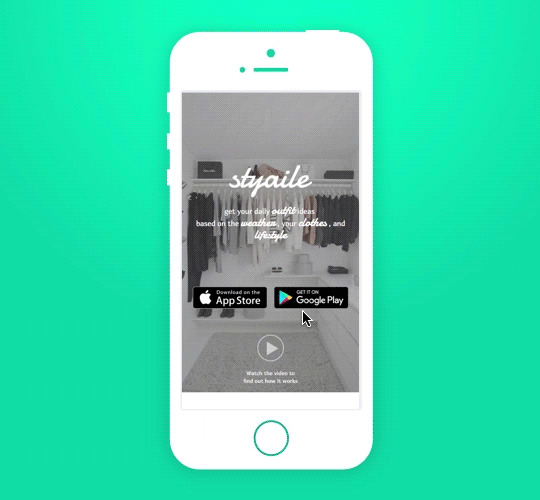 styaile
get your daily outfit ideas
based on the weather, your clothes, and
lifestyle
Download on the
App Store
GET IT ON
Google Play
Watch the video to
find out how it works